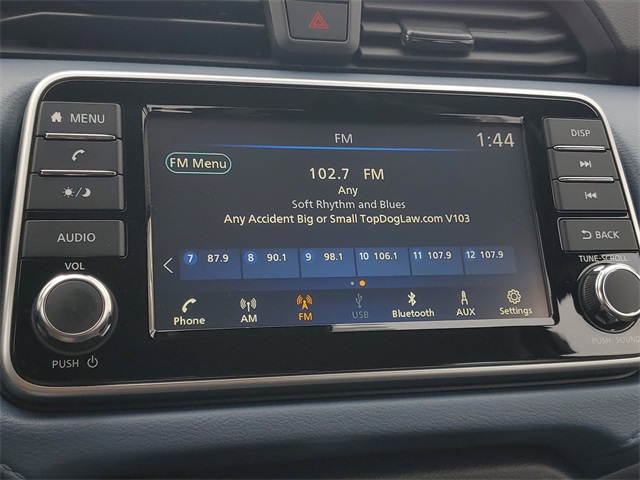 MENU
FM
1:44
DISP
FM Menu
102.7 FM
Any
Soft Rhythm and Blues
Any Accident Big or Small TopDogLaw.com V103
AUDIO
BACK
VOL
TUNE·SCROLL
7 87.9 8 90.1 9 98.1 10 106.1 11 107.9 12 107.9
Phone AM FM USB Bluetooth AUX Settings
PUSH
PUSH: SOUND